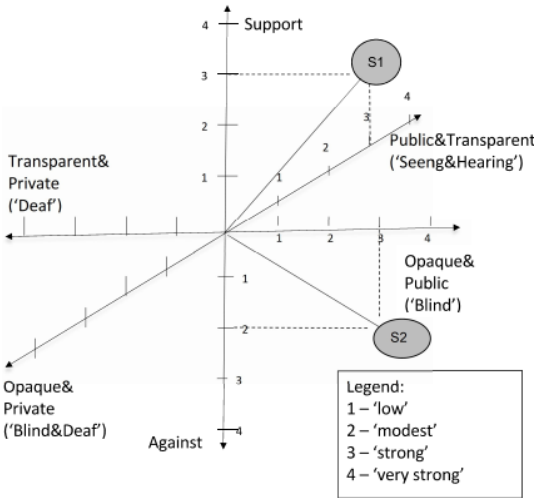 4
Support
S1
3
4
3
Public&Transparent
('Seeng&Hearing')
2
2
Transparent&
Private
('Deaf')
1
1
1
2
3
4
Opaque&
Public
('Blind')
1
2
S2
3
Opaque&
Private
('Blind&Deaf')
Against
4
Legend:
1 – 'low'
2 – 'modest'
3 – 'strong'
4 – 'very strong'